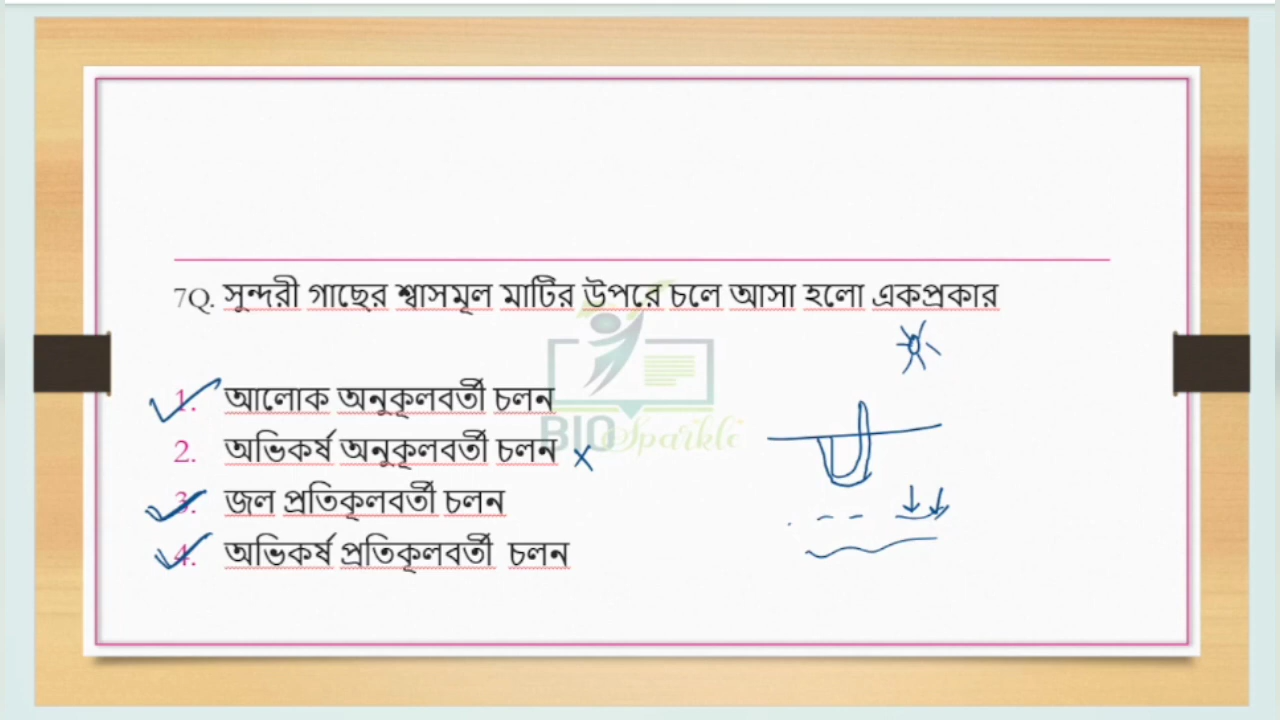 7Q. সুন্দরী গাছের শ্বাসমূল মাটির উপরে চলে আসা হলো একপ্রকার
1. আলোক অনুকূলবর্তী চলন
2. অভিকর্ষ অনুকূলবর্তী চলন
3. জল প্রতিকূলবর্তী চলন
4. অভিকর্ষ প্রতিকূলবর্তী চলন
BIO Sparkle